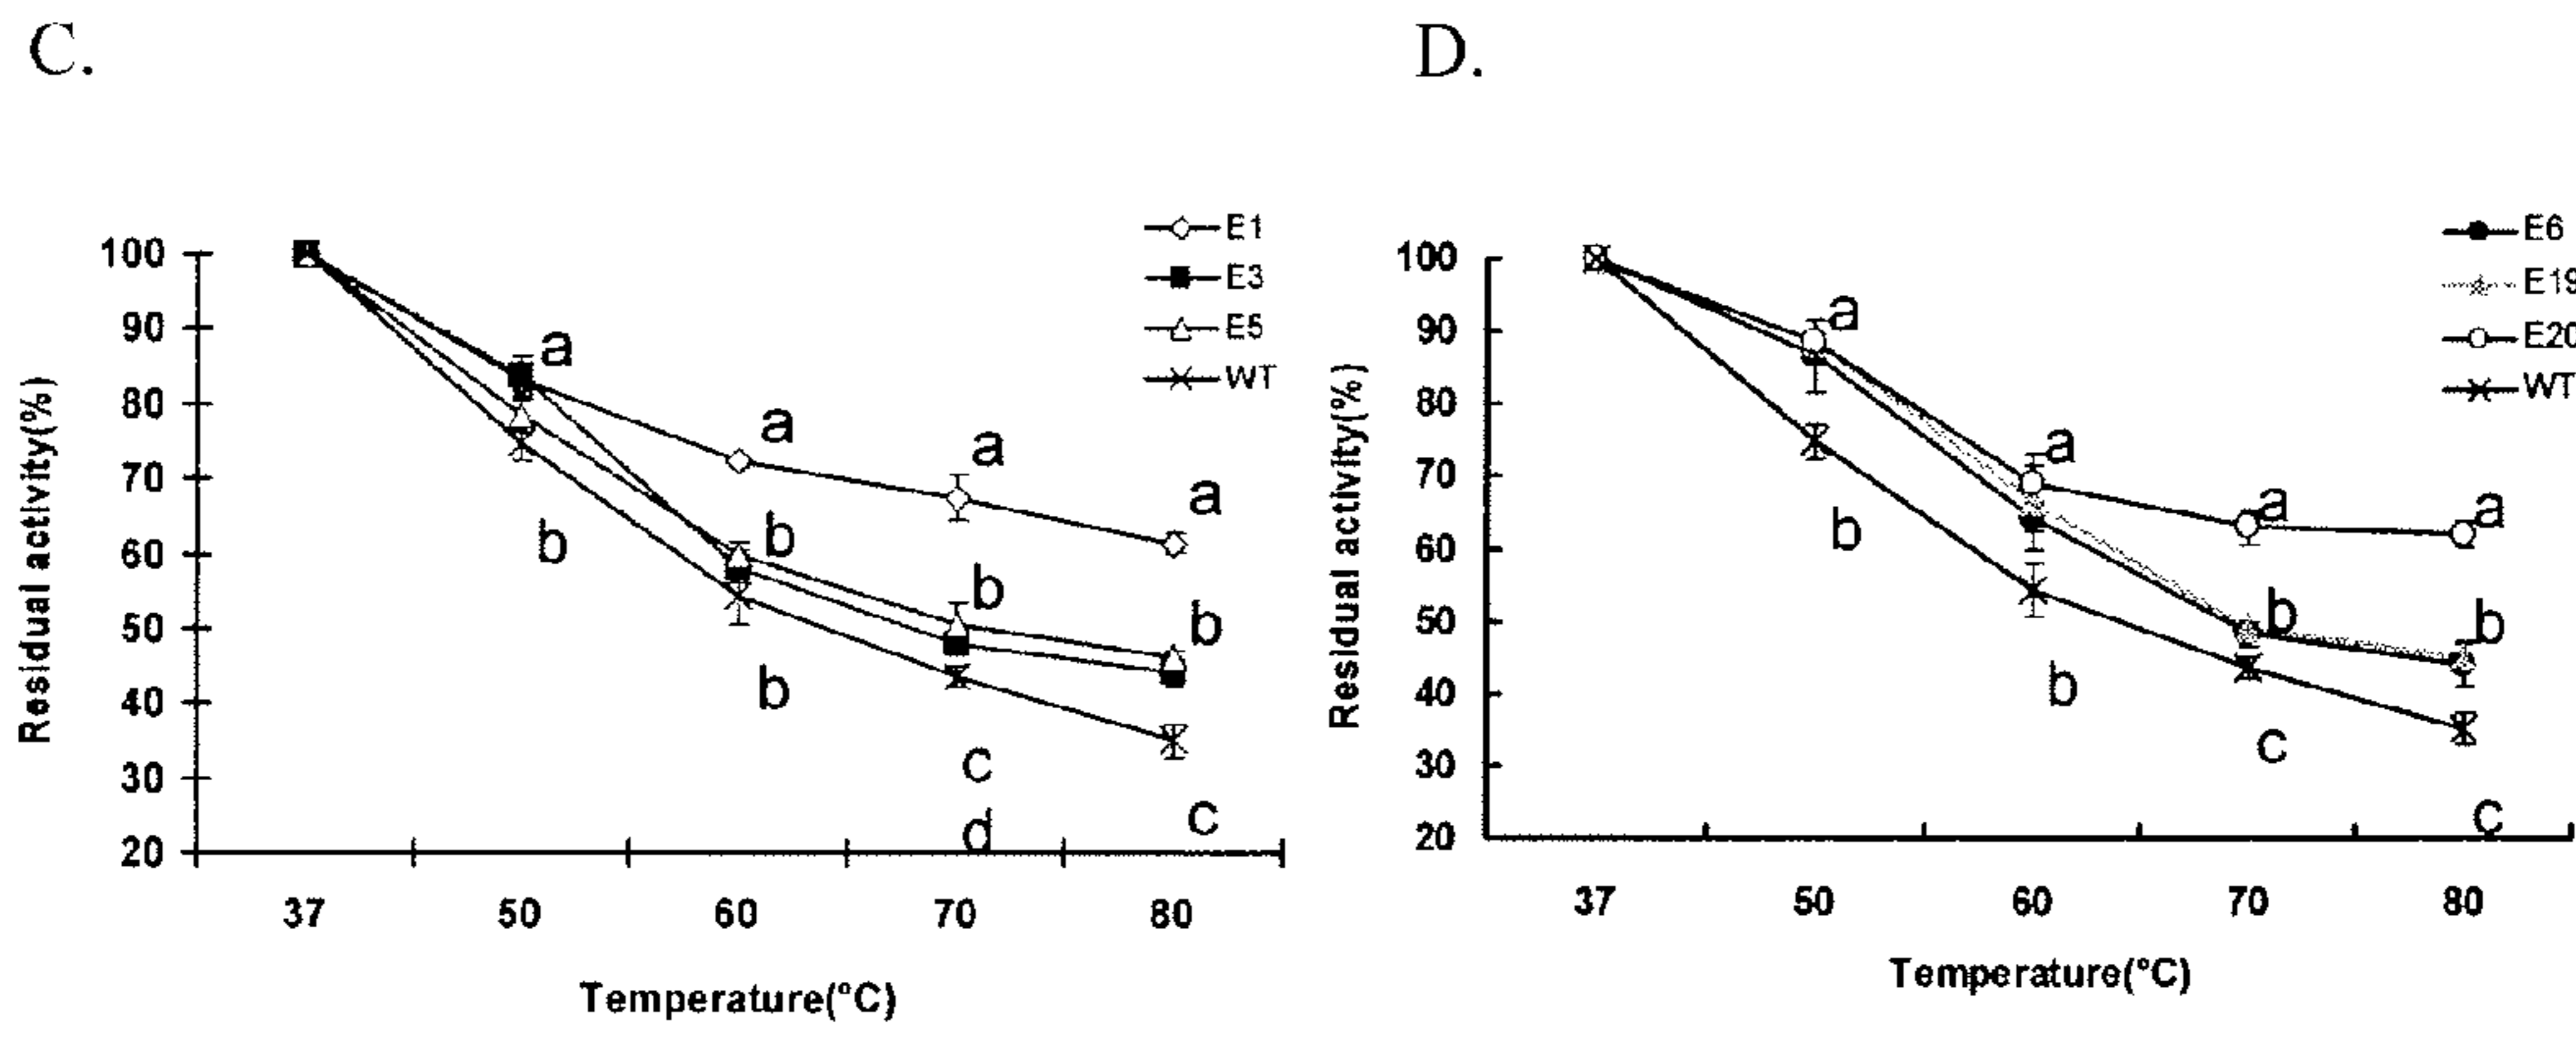 C.
E1
E3
E5
WT
100
90
80
70
60
50
40
30
20
a
a
a
a
b
b
b
b
b
c
d
c
37 50 60 70 80
Residual activity(%)
Temperature(°C)
D.
E6
E19
E20
WT
100
90
80
70
60
50
40
30
20
a
a
a
a
b
b
b
b
c
c
37 50 60 70 80
Residual activity(%)
Temperature(°C)